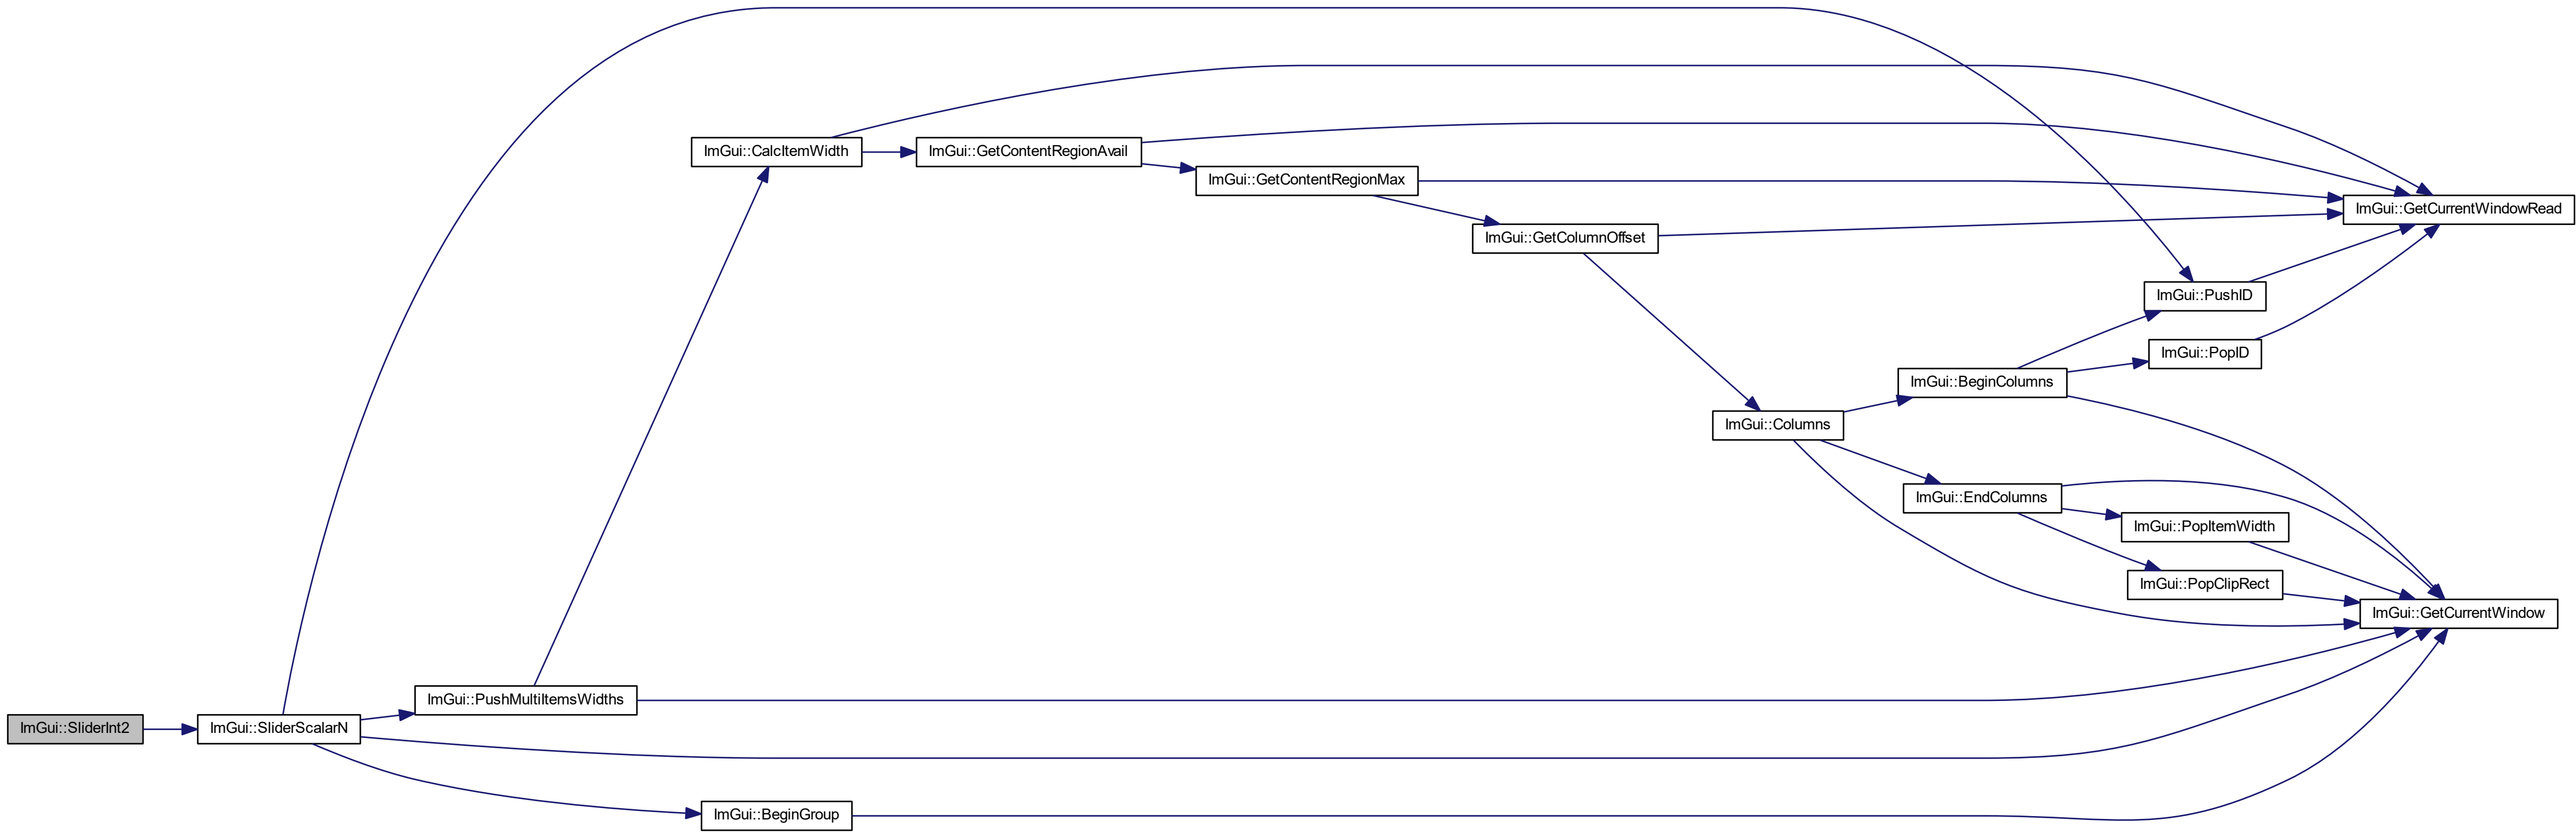 ImGui::CalcItemWidth
ImGui::GetContentRegionAvail
ImGui::GetContentRegionMax
ImGui::GetCurrentWindowRead
ImGui::GetColumnOffset
ImGui::PushID
ImGui::PopID
ImGui::BeginColumns
ImGui::Columns
ImGui::EndColumns
ImGui::PopItemWidth
ImGui::PopClipRect
ImGui::GetCurrentWindow
ImGui::PushMultiItemsWidths
ImGui::SliderInt2
ImGui::SliderScalarN
ImGui::BeginGroup